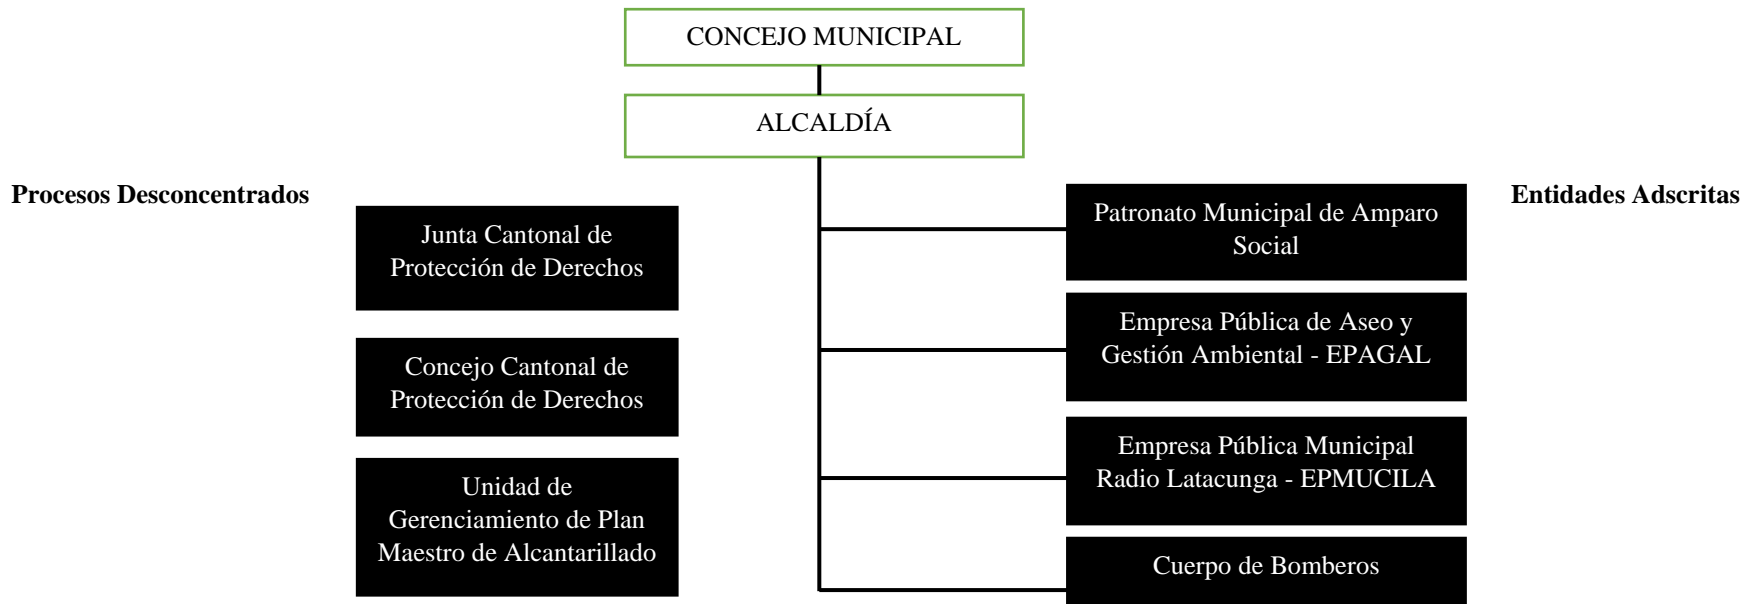 CONCEJO MUNICIPAL
ALCALDÍA
Procesos Desconcentrados
Junta Cantonal de
Protección de Derechos
Concejo Cantonal de
Protección de Derechos
Unidad de
Gerenciamiento de Plan
Maestro de Alcantarillado
Entidades Adscritas
Patronato Municipal de Amparo
Social
Empresa Pública de Aseo y
Gestión Ambiental - EPAGAL
Empresa Pública Municipal
Radio Latacunga - EPMUCILA
Cuerpo de Bomberos